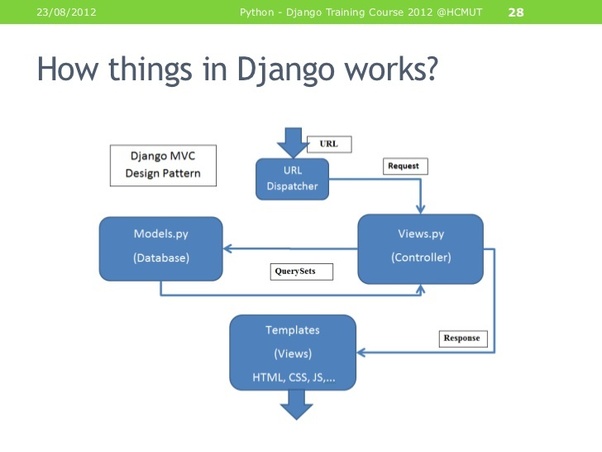 23/08/2012
Python - Django Training Course 2012 @HCMUT
28
How things in Django works?
Django MVC
Design Pattern
URL
URL
Dispatcher
Request
Models.py
(Database)
Views.py
(Controller)
QuerySets
Templates
(Views)
HTML, CSS, JS,...
Response